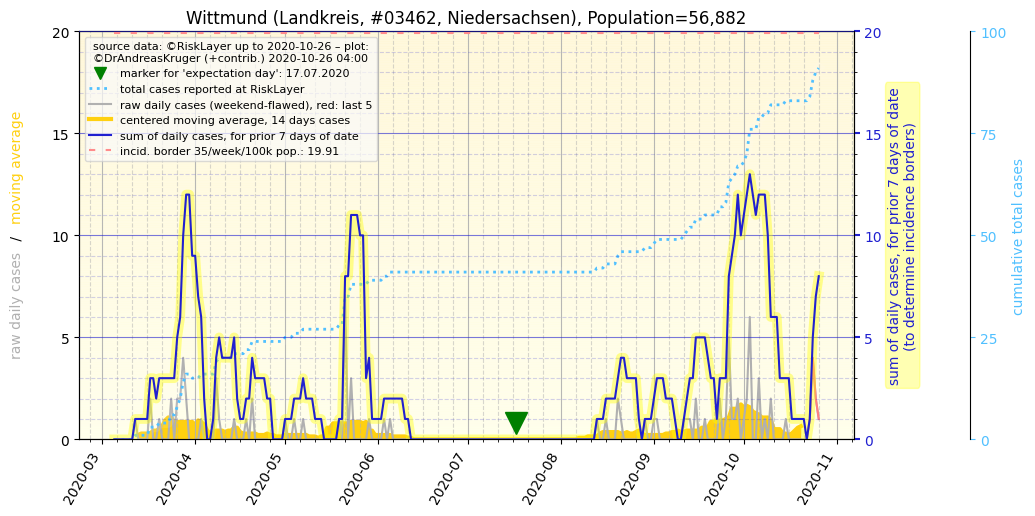 Wittmund (Landkreis, #03462, Niedersachsen), Population=56,882
source data: ©RiskLayer up to 2020-10-26 – plot:
©DrAndreasKruger (+contrib.) 2020-10-26 04:00
marker for 'expectation day': 17.07.2020
total cases reported at RiskLayer
raw daily cases (weekend-flawed), red: last 5
centered moving average, 14 days cases
sum of daily cases, for prior 7 days of date
incid. border 35/week/100k pop.: 19.91
raw daily cases / moving average
20
15
10
5
0
2020-03
2020-04
2020-05
2020-06
2020-07
2020-08
2020-09
2020-10
2020-11
20
15
10
5
0
sum of daily cases, for prior 7 days of date
(to determine incidence borders)
100
75
50
25
0
cumulative total cases